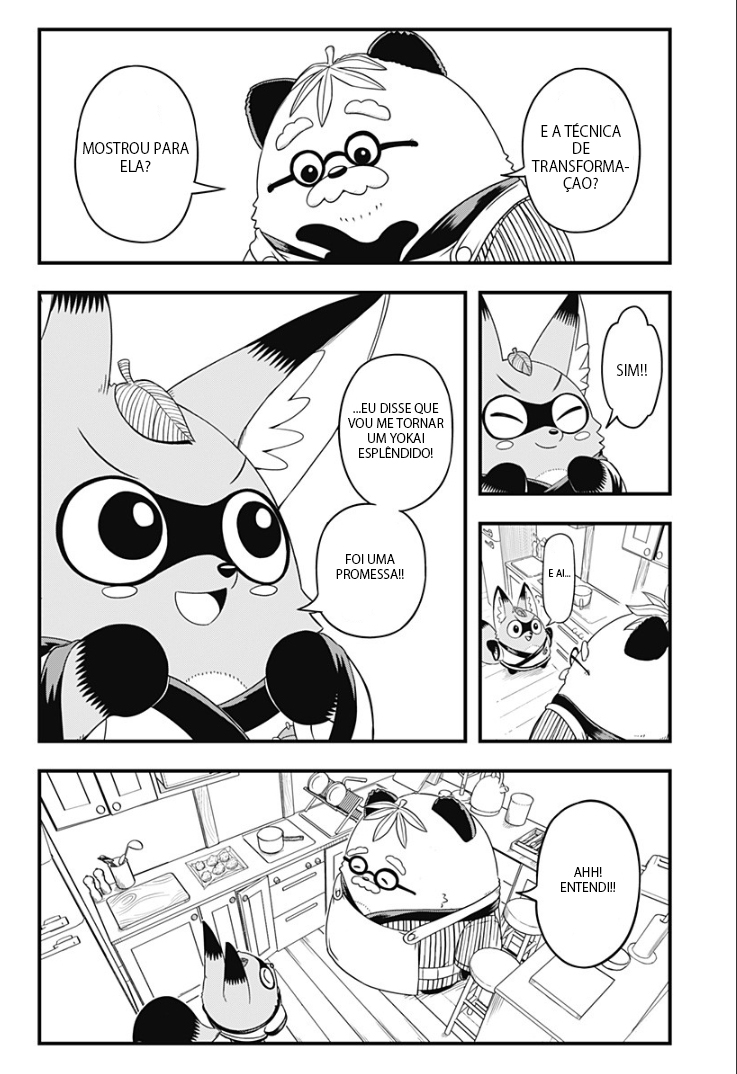 E A TÉCNICA
DE
TRANSFORMA-
ÇAO?
MOSTROU PARA
ELA?
SIM!!
E AI...
...EU DISSE QUE
VOU ME TORNAR
UM YOKAI
ESPLÊNDIDO!
FOI UMA
PROMESSA!!
AHH!
ENTENDI!!